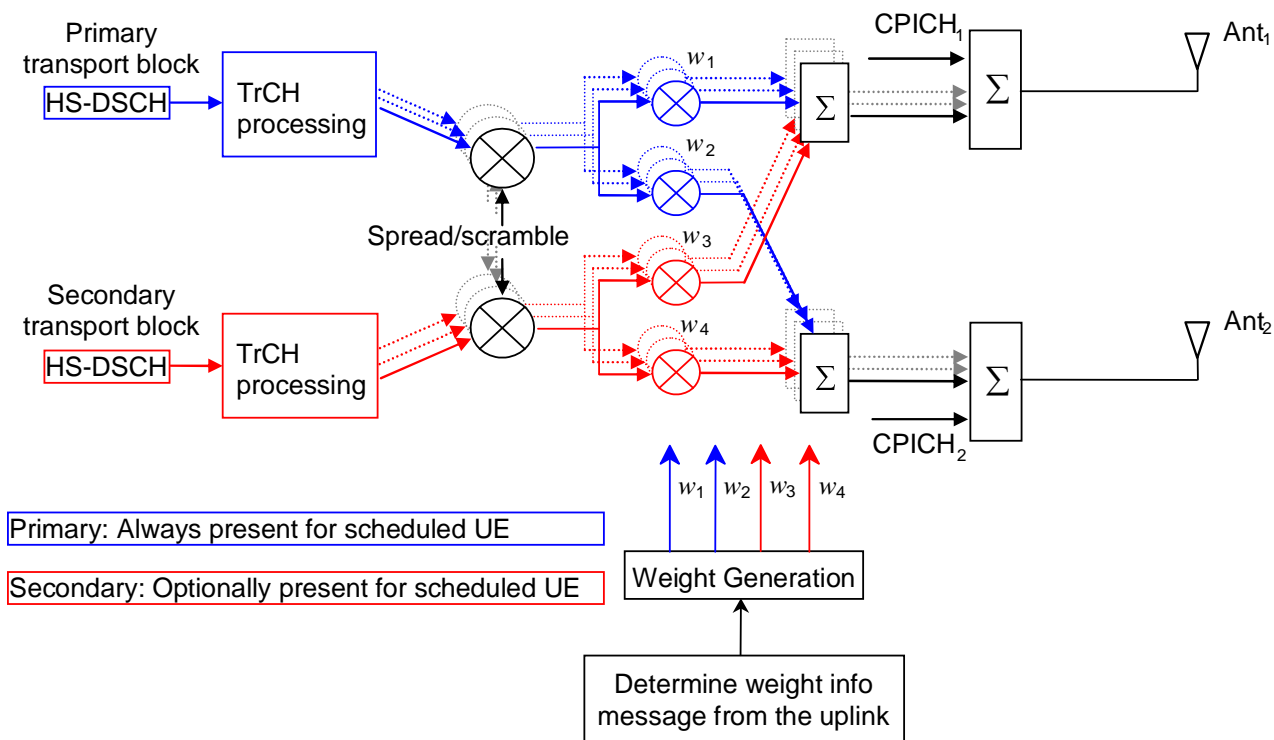 Primary
transport block
HS-DSCH
TrCH
processing
w1
w2
Σ
CPICH1
Σ
Ant1
Spread/scramble
Secondary
transport block
HS-DSCH
TrCH
processing
w3
w4
Σ
CPICH2
Σ
Ant2
w1 w2 w3 w4
Primary: Always present for scheduled UE
Secondary: Optionally present for scheduled UE
Weight Generation
Determine weight info
message from the uplink